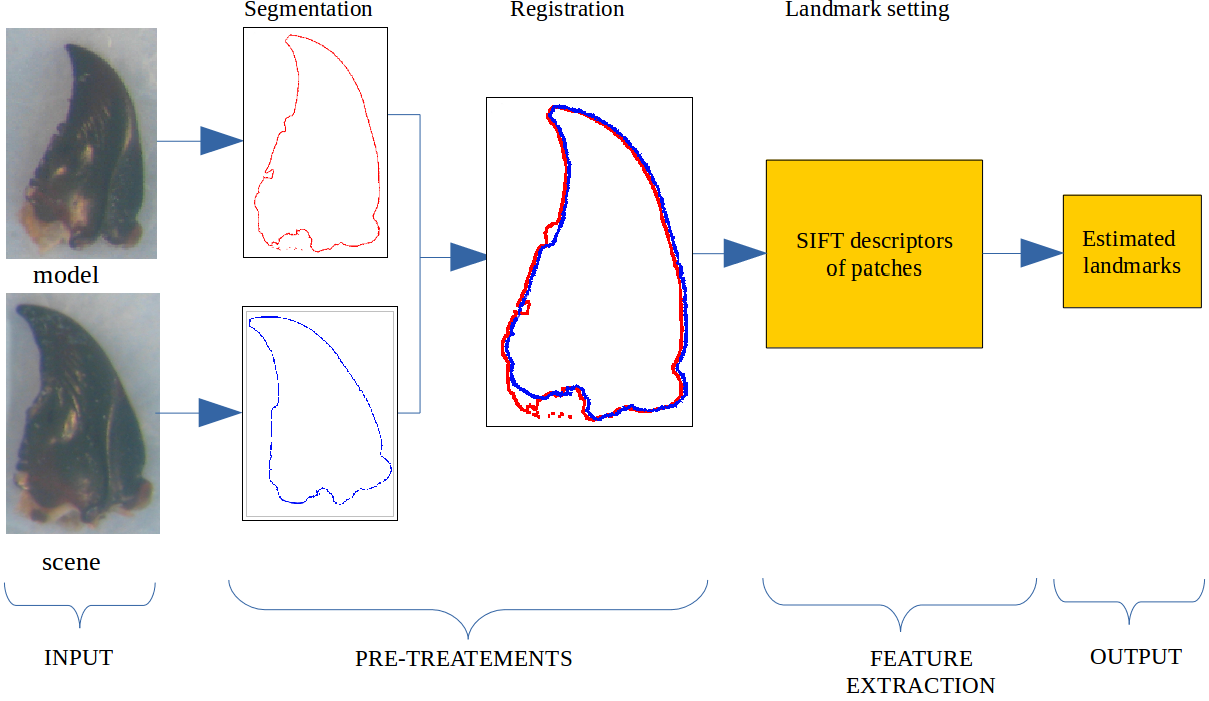 Segmentation
Registration
Landmark setting
model
SIFT descriptors
of patches
Estimated
landmarks
scene
INPUT
PRE-TREATEMENTS
FEATURE
EXTRACTION
OUTPUT